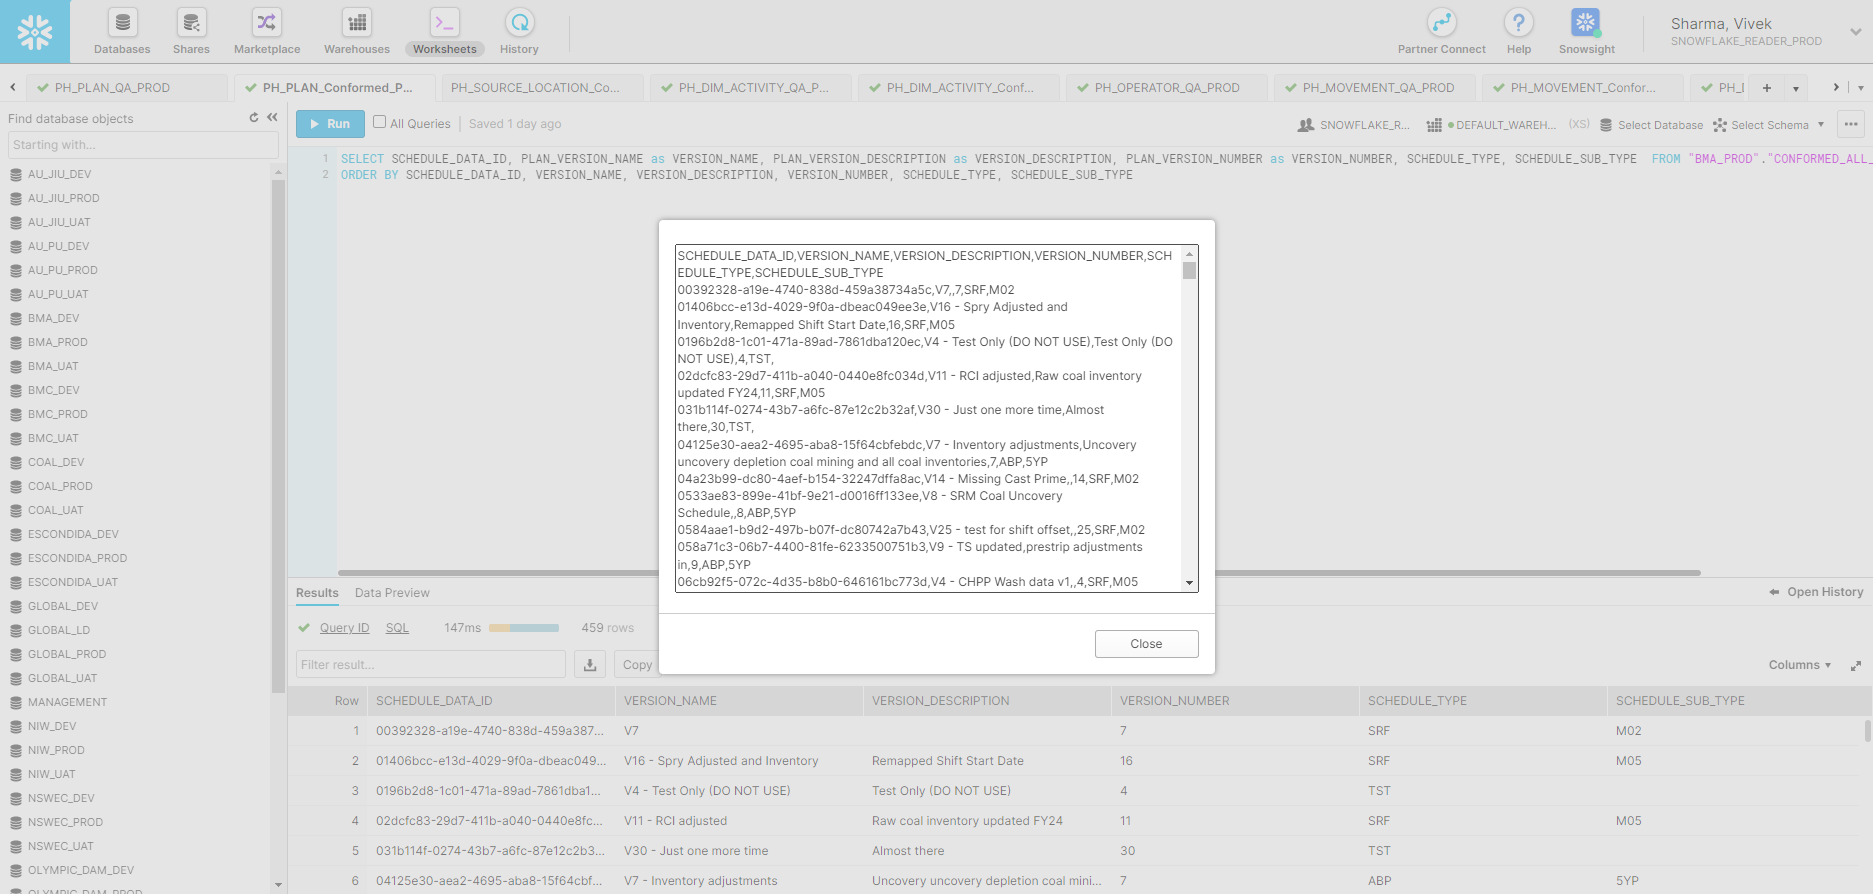 Databases
Shares
Marketplace
Warehouses
Worksheets
History
Partner Connect
Help
Snowsight
Sharma, Vivek
SNOWFLAKE_READER_PROD
PH_PLAN_QA_PROD
PH_PLAN_Conformed_P...
PH_SOURCE_LOCATION_Co...
PH_DIM_ACTIVITY_QA_P...
PH_DIM_ACTIVITY_Conf...
PH_OPERATOR_QA_PROD
PH_MOVEMENT_QA_PROD
PH_MOVEMENT_Confor...
Find database objects
Starting with...
AU_JIU_DEV
AU_JIU_PROD
AU_JIU_UAT
AU_PU_DEV
AU_PU_PROD
AU_PU_UAT
BMA_DEV
BMA_PROD
BMA_UAT
BMC_DEV
BMC_PROD
BMC_UAT
COAL_DEV
COAL_PROD
COAL_UAT
ESCONDIDA_DEV
ESCONDIDA_PROD
ESCONDIDA_UAT
GLOBAL_DEV
GLOBAL_LD
GLOBAL_PROD
GLOBAL_UAT
MANAGEMENT
NIW_DEV
NIW_PROD
NIW_UAT
NSWEC_DEV
NSWEC_PROD
NSWEC_UAT
OLYMPIC_DAM_DEV
OLYMPIC_DAM_PROD
Run
All Queries
Saved 1 day ago
SNOWFLAKE_R...
DEFAULT_WAREH...
(XS)
Select Database
Select Schema
1 SELECT SCHEDULE_DATA_ID, PLAN_VERSION_NAME as VERSION_NAME, PLAN_VERSION_DESCRIPTION as VERSION_DESCRIPTION, PLAN_VERSION_NUMBER as VERSION_NUMBER, SCHEDULE_TYPE, SCHEDULE_SUB_TYPE FROM "BMA_PROD"."CONFORMED_ALL_
2 ORDER BY SCHEDULE_DATA_ID, VERSION_NAME, VERSION_DESCRIPTION, VERSION_NUMBER, SCHEDULE_TYPE, SCHEDULE_SUB_TYPE
SCHEDULE_DATA_ID,VERSION_NAME,VERSION_DESCRIPTION,VERSION_NUMBER,SCH
EDULE_TYPE,SCHEDULE_SUB_TYPE
00392328-a19e-4740-838d-459a38734a5c,V7,,7,SRF,M02
01406bcc-e13d-4029-9f0a-dbeac049ee3e,V16 - Spry Adjusted and
Inventory,Remapped Shift Start Date,16,SRF,M05
0196b2d8-1c01-471a-89ad-7861dba120ec,V4 - Test Only (DO NOT USE),Test Only (DO
NOT USE),4,TST,
02dcfc83-29d7-411b-a040-0440e8fc034d,V11 - RCI adjusted,Raw coal inventory
updated FY24,11,SRF,M05
031b114f-0274-43b7-a6fc-87e12c2b32af,V30 - Just one more time,Almost
there,30,TST,
04125e30-aea2-4695-aba8-15f64cbfebdc,V7 - Inventory adjustments,Uncovery
uncovery depletion coal mining and all coal inventories,7,ABP,5YP
04a23b99-dc80-4aef-b154-32247dffa8ac,V14 - Missing Cast Prime,,14,SRF,M02
0533ae83-899e-41bf-9e21-d0016ff133ee,V8 - SRM Coal Uncovery
Schedule,,8,ABP,5YP
0584aae1-b9d2-497b-b07f-dc80742a7b43,V25 - test for shift offset,,25,SRF,M02
058a71c3-06b7-4400-81fe-6233500751b3,V9 - TS updated,prestrip adjustments
in,9,ABP,5YP
06cb92f5-072c-4d35-b8b0-646161bc773d,V4 - CHPP Wash data v1,,4,SRF,M05
Close
Results
Data Preview
Open History
Query ID
SQL
147ms
459 rows
Filter result...
Copy
Columns
Row SCHEDULE_DATA_ID VERSION_NAME VERSION_DESCRIPTION VERSION_NUMBER SCHEDULE_TYPE SCHEDULE_SUB_TYPE
1 00392328-a19e-4740-838d-459a387... V7 7 SRF M02
2 01406bcc-e13d-4029-9f0a-dbeac049... V16 - Spry Adjusted and Inventory Remapped Shift Start Date 16 SRF M05
3 0196b2d8-1c01-471a-89ad-7861dba1... V4 - Test Only (DO NOT USE) Test Only (DO NOT USE) 4 TST
4 02dcfc83-29d7-411b-a040-0440e8fc... V11 - RCI adjusted Raw coal inventory updated FY24 11 SRF M05
5 031b114f-0274-43b7-a6fc-87e12c2b3... V30 - Just one more time Almost there 30 TST
6 04125e30-aea2-4695-aba8-15f64cbf... V7 - Inventory adjustments Uncovery uncovery depletion coal mini... 7 ABP 5YP